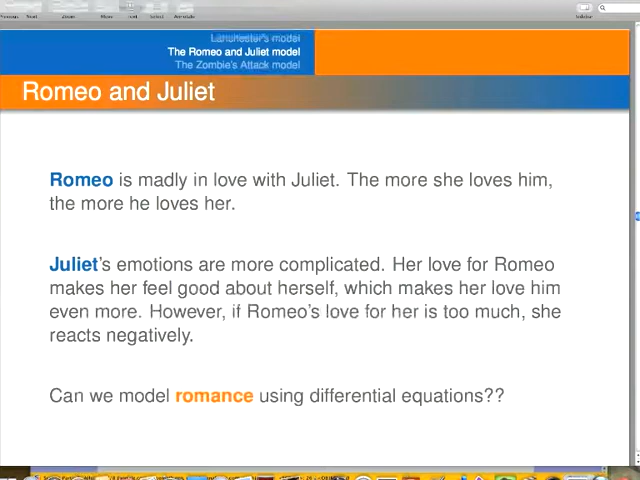 Lanchester's model
The Romeo and Juliet model
The Zombie's Attack model
Romeo and Juliet
Romeo is madly in love with Juliet. The more she loves him,
the more he loves her.
Juliet's emotions are more complicated. Her love for Romeo
makes her feel good about herself, which makes her love him
even more. However, if Romeo's love for her is too much, she
reacts negatively.
Can we model romance using differential equations??